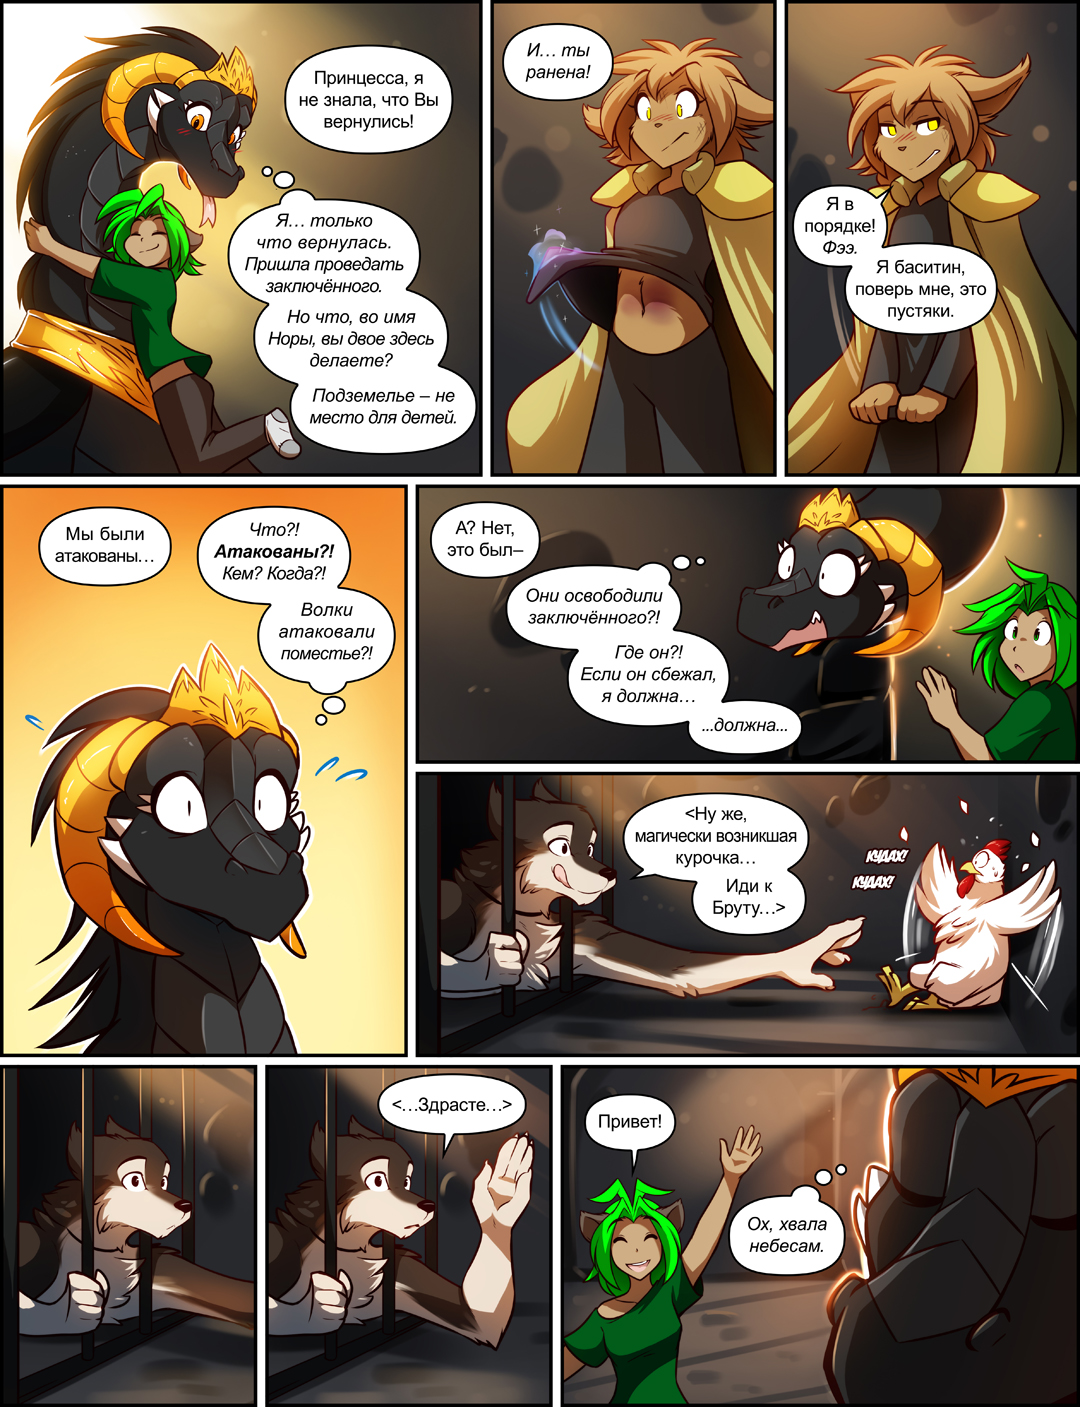 Принцесса, я
не знала, что Вы
вернулись!
Я… только
что вернулась.
Пришла проведать
заключённого.
Но что, во имя
Норы, вы двое здесь
делаете?
Подземелье – не
место для детей.
И… ты
ранена!
Я в
порядке!
Фээ.
Я баситин,
поверь мне, это
пустяки.
Мы были
атакованы…
Что?!
Атакованы?!
Кем? Когда?!
Волки
атаковали
поместье?!
А? Нет,
это был–
Они освободили
заключённого?!
Где он?!
Если он сбежал,
я должна…
...должна...
<Ну же,
магически возникшая
курочка…
Иди к
Бруту…>
КУДАХ!
КУДАХ!
<…Здрасте…>
Привет!
Ох, хвала
небесам.